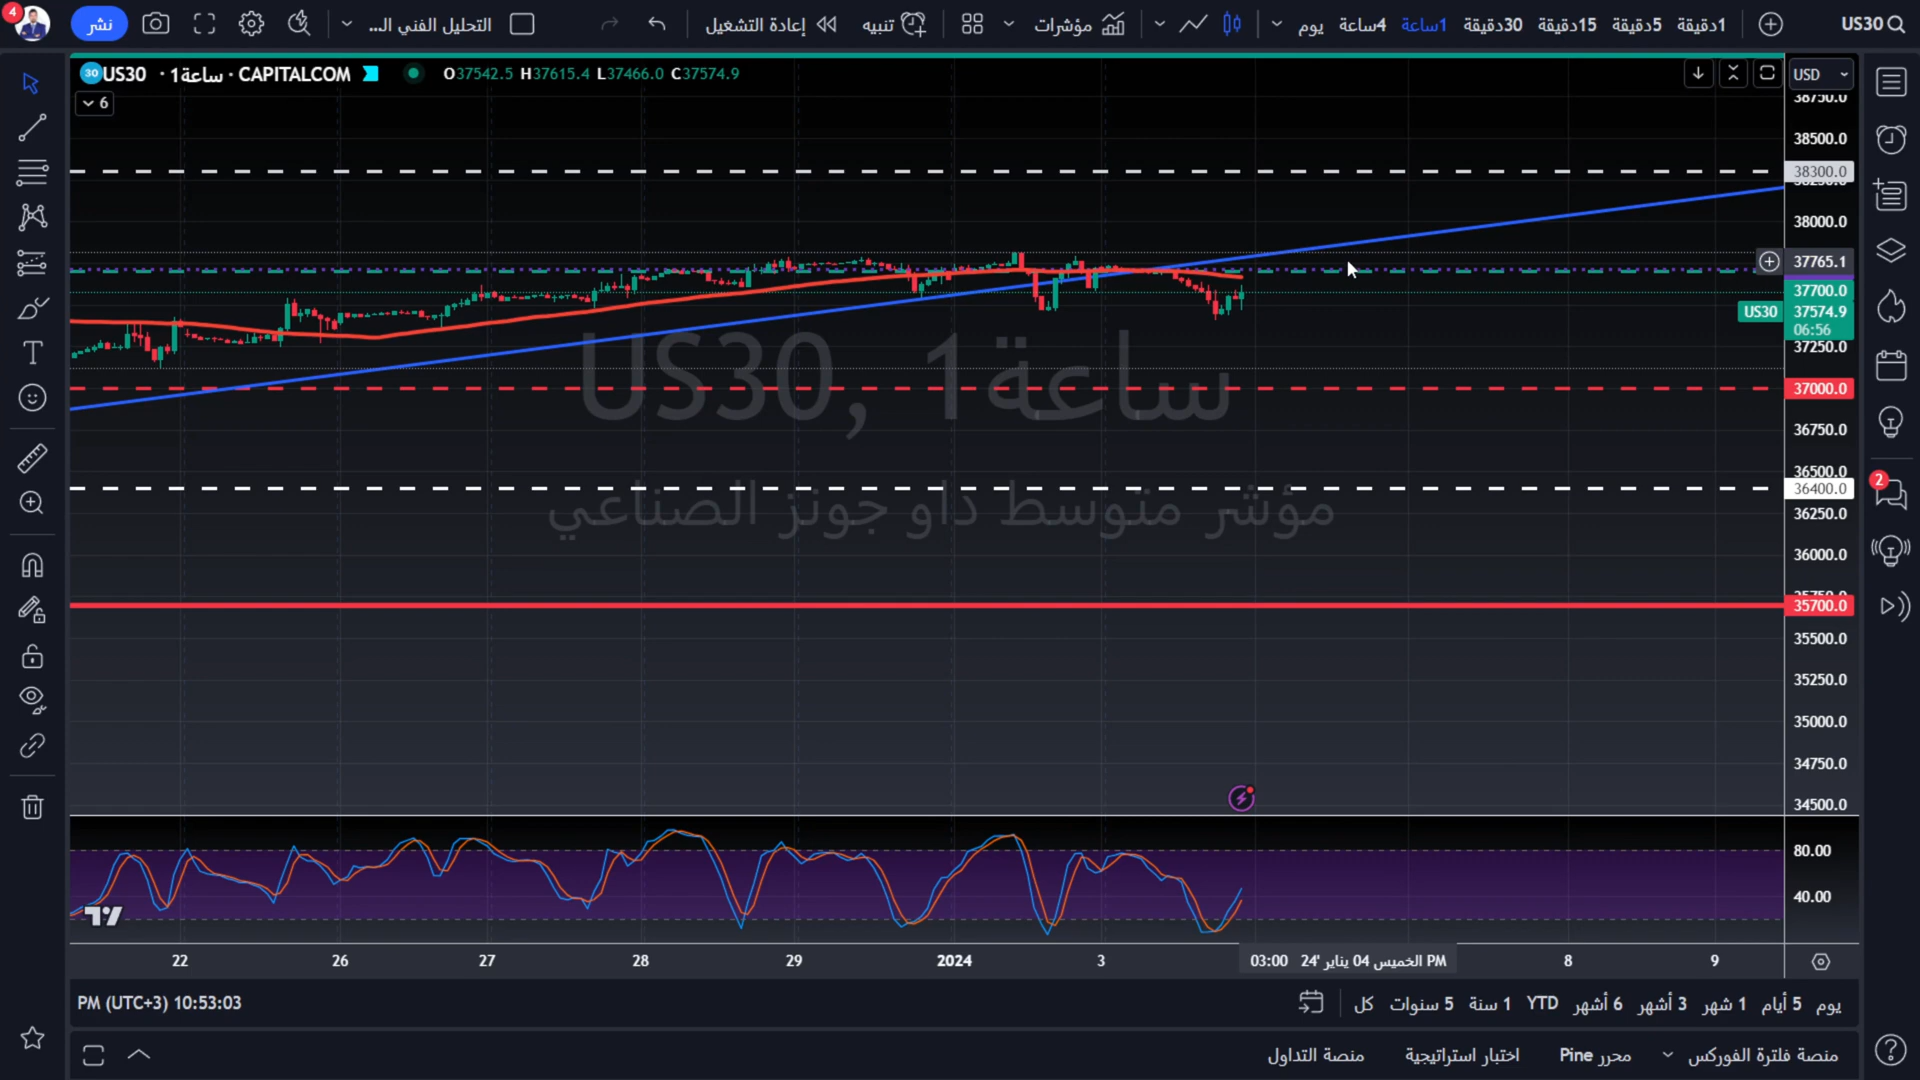 4
نشر
التحليل الفني الـ...
إعادة التشغيل
تنبيه
مؤشرات
يوم
4ساعة
1ساعة
30دقيقة
15دقيقة
5دقيقة
1دقيقة
US30
30 US30 · 1ساعة · CAPITALCOM
O37542.5 H37615.4 L37466.0 C37574.9
6
USD
38750.0
38500.0
38300.0
38000.0
37765.1
37700.0
US30 37574.9
06:56
37250.0
37000.0
36750.0
36500.0
36400.0
36250.0
36000.0
35700.0
35500.0
35250.0
35000.0
34750.0
34500.0
US30, 1ساعة
مؤشر متوسط داو جونز الصناعي
2
80.00
40.00
22 26 27 28 29 2024 3 8 9
الخميس 04 يناير '24 03:00 PM
10:53:03 PM (UTC+3)
كل
5 سنوات
1 سنة
YTD
6 أشهر
3 أشهر
1 شهر
5 أيام
يوم
منصة فلترة الفوركس
محرر Pine
اختبار استراتيجية
منصة التداول